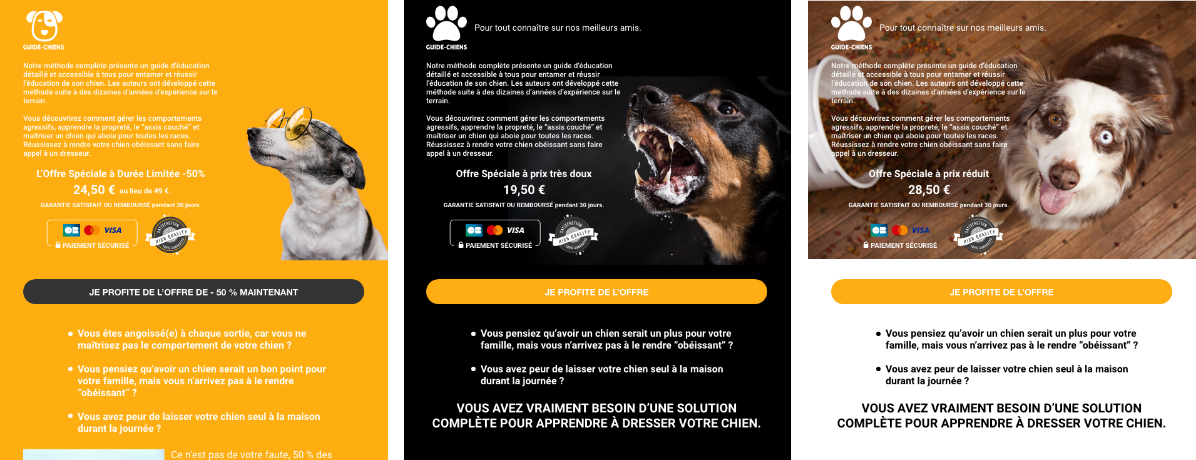 GUIDE-CHIENS
Notre méthode complète présente un guide d'éducation
détaillé et accessible à tous pour entamer et réussir
l'éducation de son chien. Les auteurs ont développé cette
méthode suite à des dizaines d'années d'expérience sur le
terrain.
Vous découvrirez comment gérer les comportements
agressifs, apprendre la propreté, le "assis couché" et
maîtriser un chien qui aboie pour toutes les races.
Réussissez à rendre votre chien obéissant sans faire
appel à un dresseur.
L'Offre Spéciale à Durée Limitée -50%
24,50 € au lieu de 49 €.
GARANTIE SATISFAIT OU REMBOURSÉ pendant 30 jours.
CB VISA
PAIEMENT SÉCURISÉ
SATISFACTION
HIGH QUALITY
JE PROFITE DE L'OFFRE DE - 50 % MAINTENANT
Vous êtes angoissé(e) à chaque sortie, car vous ne
maîtrisez pas le comportement de votre chien ?
Vous pensiez qu'avoir un chien serait un bon point pour
votre famille, mais vous n'arrivez pas à le rendre
"obéissant" ?
Vous avez peur de laisser votre chien seul à la maison
durant la journée ?
Ce n'est pas de votre faute, 50 % des
GUIDE-CHIENS
Pour tout connaître sur nos meilleurs amis.
Notre méthode complète présente un guide d'éducation
détaillé et accessible à tous pour entamer et réussir
l'éducation de son chien. Les auteurs ont développé cette
méthode suite à des dizaines d'années d'expérience sur le
terrain.
Vous découvrirez comment gérer les comportements
agressifs, apprendre la propreté, le "assis couché" et
maîtriser un chien qui aboie pour toutes les races.
Réussissez à rendre votre chien obéissant sans faire
appel à un dresseur.
Offre Spéciale à prix très doux
19,50 €
GARANTIE SATISFAIT OU REMBOURSÉ pendant 30 jours.
CB VISA
PAIEMENT SÉCURISÉ
SATISFACTION
HIGH QUALITY
JE PROFITE DE L'OFFRE
Vous pensiez qu'avoir un chien serait un plus pour votre
famille, mais vous n'arrivez pas à le rendre "obéissant" ?
Vous avez peur de laisser votre chien seul à la maison
durant la journée ?
VOUS AVEZ VRAIMENT BESOIN D'UNE SOLUTION
COMPLÈTE POUR APPRENDRE À DRESSER VOTRE CHIEN.
GUIDE-CHIENS
Pour tout connaître sur nos meilleurs amis.
Notre méthode complète présente un guide d'éducation
détaillé et accessible à tous pour entamer et réussir
l'éducation de son chien. Les auteurs ont développé cette
méthode suite à des dizaines d'années d'expérience sur le
terrain.
Vous découvrirez comment gérer les comportements
agressifs, apprendre la propreté, le "assis couché" et
maîtriser un chien qui aboie pour toutes les races.
Réussissez à rendre votre chien obéissant sans faire
appel à un dresseur.
Offre Spéciale à prix réduit
28,50 €
GARANTIE SATISFAIT OU REMBOURSÉ pendant 30 jours.
CB VISA
PAIEMENT SÉCURISÉ
SATISFACTION
HIGH QUALITY
JE PROFITE DE L'OFFRE
Vous pensiez qu'avoir un chien serait un plus pour votre
famille, mais vous n'arrivez pas à le rendre "obéissant" ?
Vous avez peur de laisser votre chien seul à la maison
durant la journée ?
VOUS AVEZ VRAIMENT BESOIN D'UNE SOLUTION
COMPLÈTE POUR APPRENDRE À DRESSER VOTRE CHIEN.